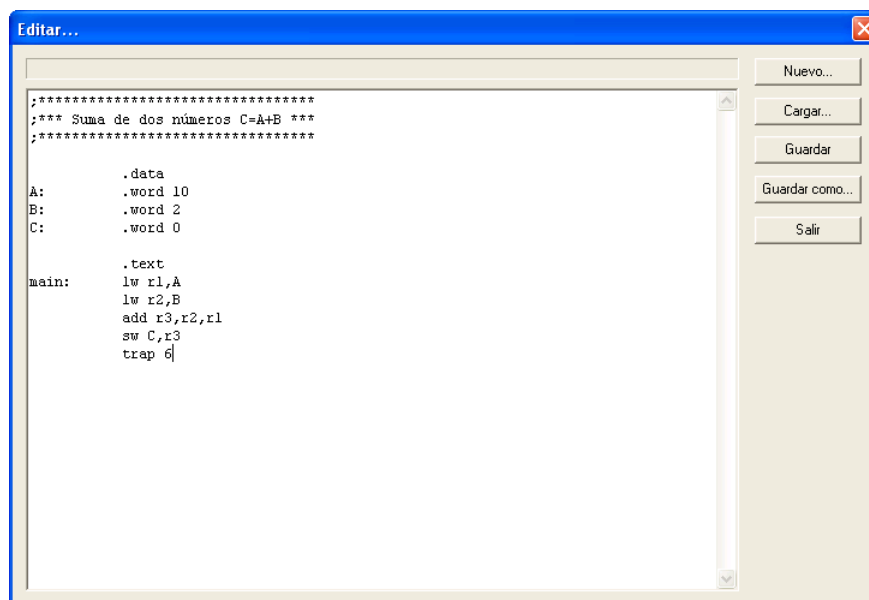 Editar...
;*********************************
;*** Suma de dos números C=A+B ***
;*********************************
.data
A: .word 10
B: .word 2
C: .word 0
.text
main: lw r1,A
lw r2,B
add r3,r2,r1
sw C,r3
trap 6
Nuevo...
Cargar...
Guardar
Guardar como...
Salir